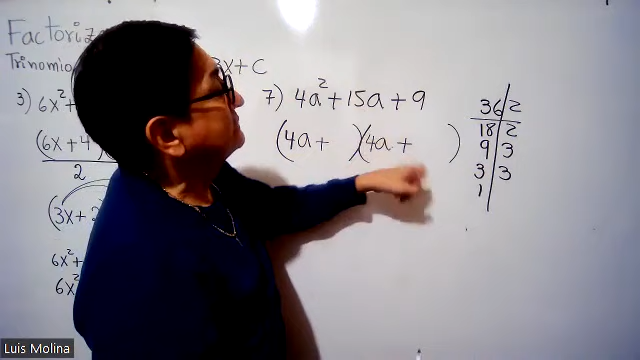 Factoriz
Trinomio
3x+c
3) 6x²+
(6x+4)
2
(3x+2
6x²+
6x²
7) 4a²+15a+9
(4a+ )(4a+ )
36|2
18|2
9|3
3|3
1|
Luis Molina